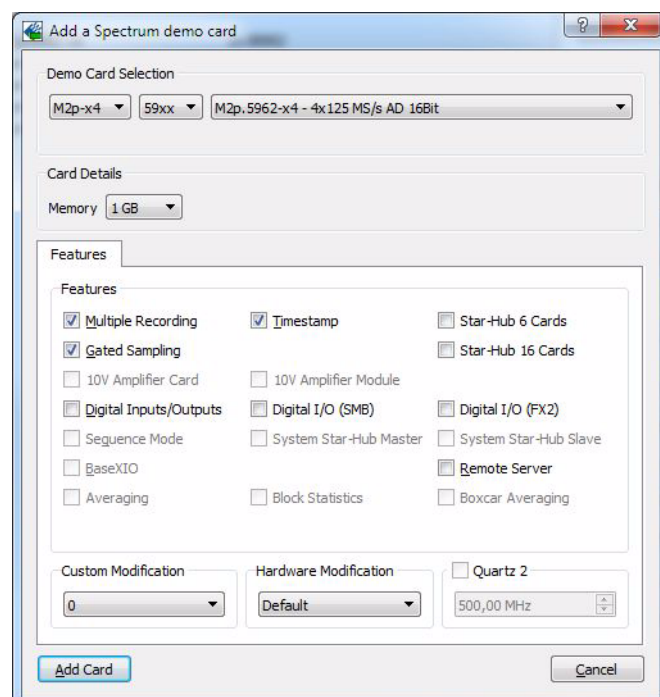 Add a Spectrum demo card
Demo Card Selection
M2p-x4 59xx M2p.5962-x4 - 4x125 MS/s AD 16Bit
Card Details
Memory 1 GB
Features
Features
Multiple Recording Timestamp Star-Hub 6 Cards
Gated Sampling Star-Hub 16 Cards
10V Amplifier Card 10V Amplifier Module
Digital Inputs/Outputs Digital I/O (SMB) Digital I/O (FX2)
Sequence Mode System Star-Hub Master System Star-Hub Slave
BaseXIO Remote Server
Averaging Block Statistics Boxcar Averaging
Custom Modification Hardware Modification Quartz 2
0 Default 500,00 MHz
Add Card Cancel